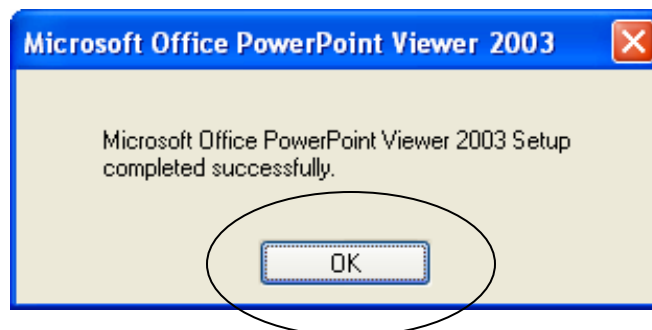 Microsoft Office PowerPoint Viewer 2003
Microsoft Office PowerPoint Viewer 2003 Setup
completed successfully.
OK